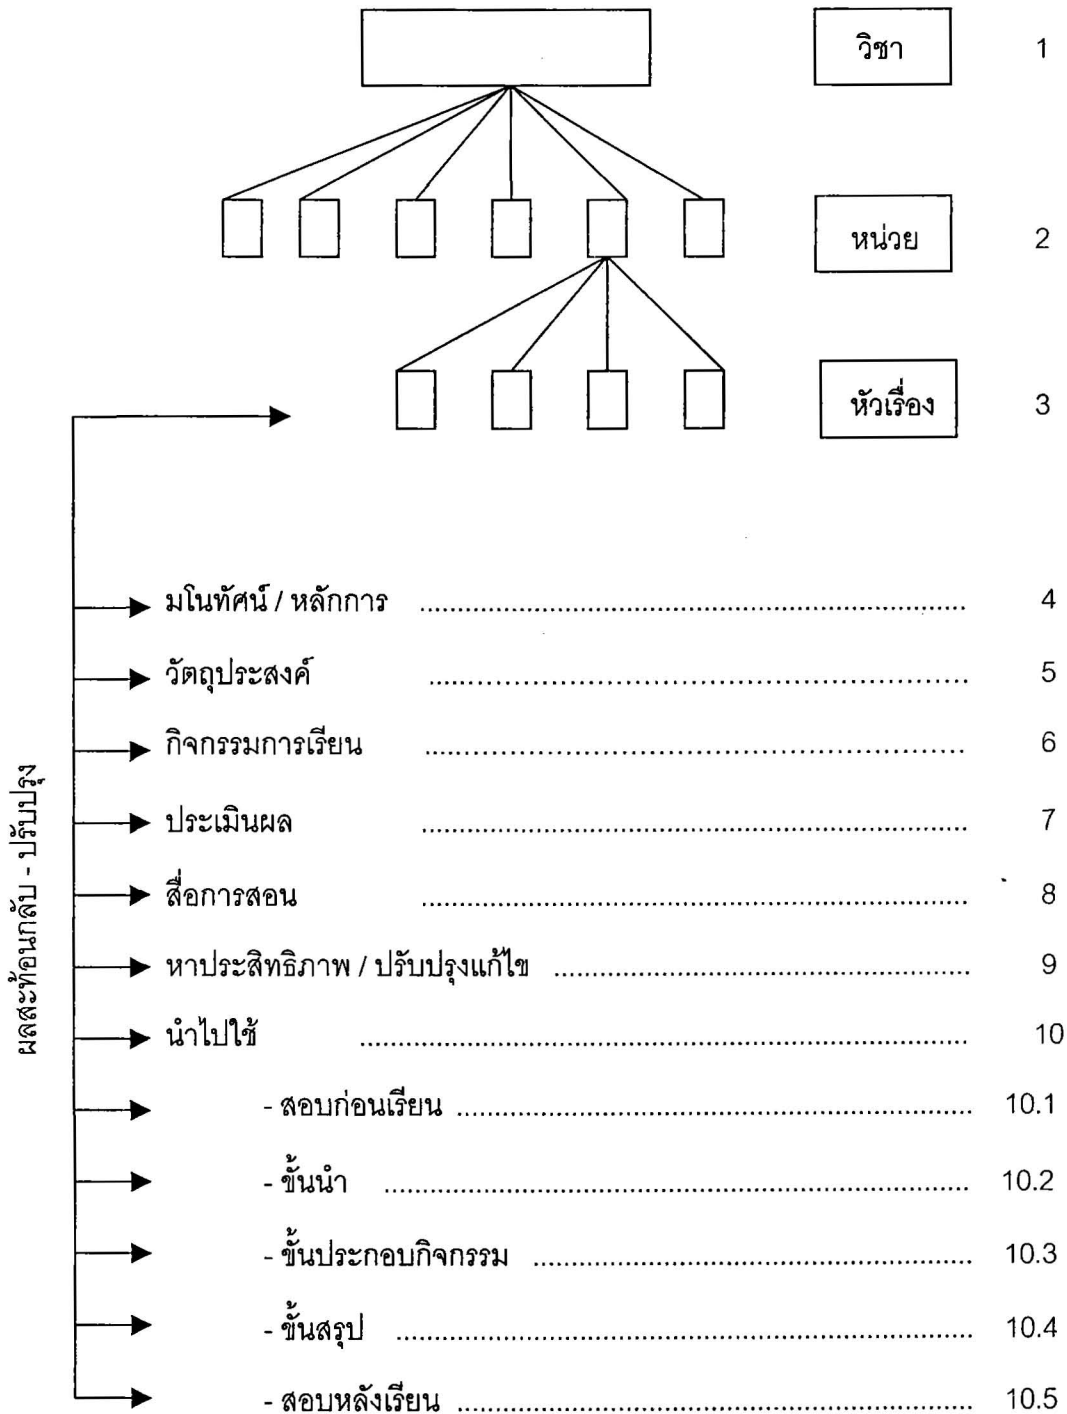 วิชา 1
หน่วย 2
หัวเรื่อง 3
มโนทัศน์ / หลักการ ........................................ 4
วัตถุประสงค์ ........................................ 5
กิจกรรมการเรียน ........................................ 6
ประเมินผล ........................................ 7
สื่อการสอน ........................................ 8
หาประสิทธิภาพ / ปรับปรุงแก้ไข ........................................ 9
นำไปใช้ ........................................ 10
- สอบก่อนเรียน ........................................ 10.1
- ขั้นนำ ........................................ 10.2
- ขั้นประกอบกิจกรรม ........................................ 10.3
- ขั้นสรุป ........................................ 10.4
- สอบหลังเรียน ........................................ 10.5
ผลสะท้อนกลับ - ปรับปรุง